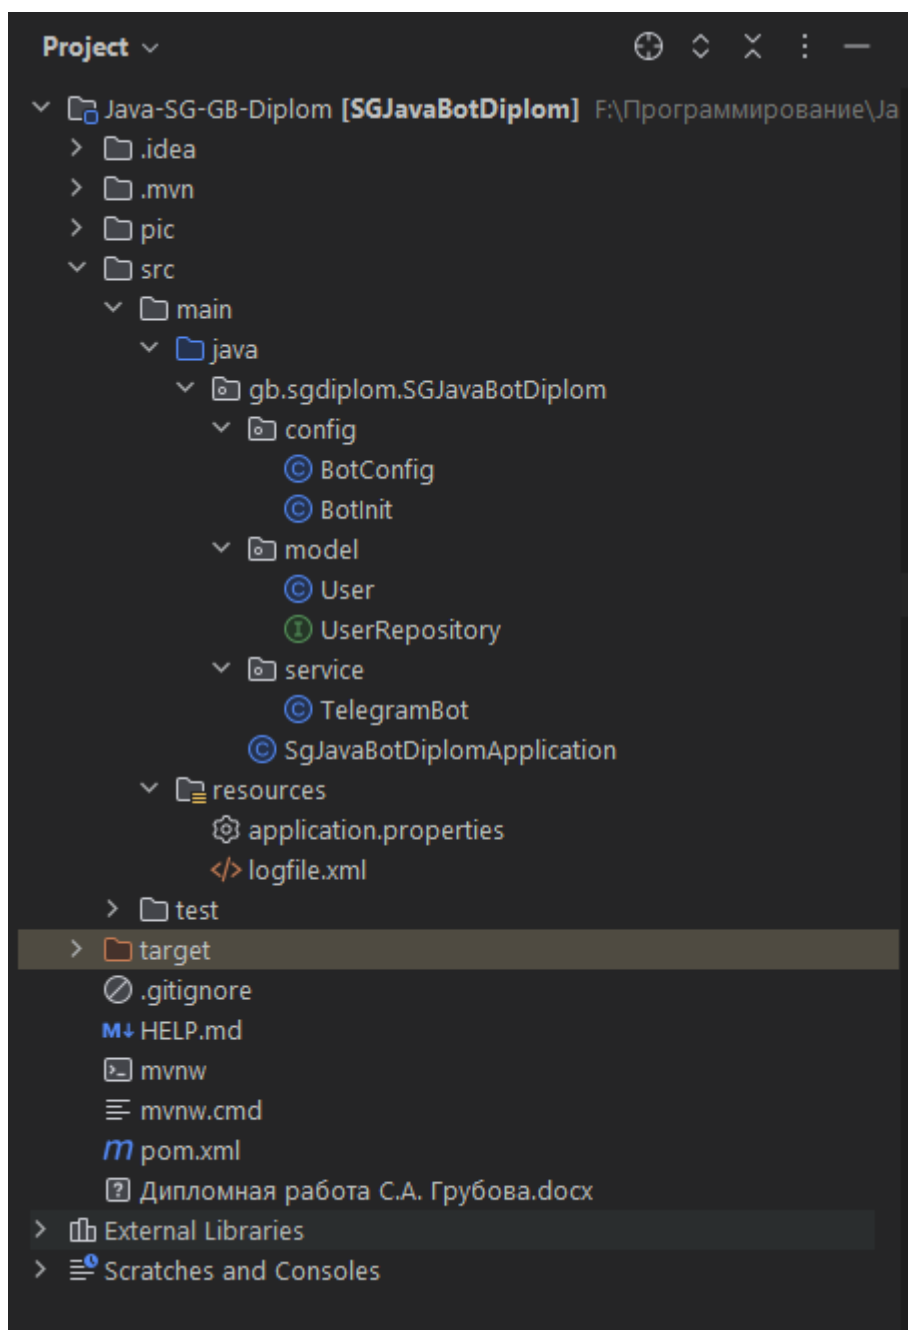 Project
Java-SG-GB-Diplom [SGJavaBotDiplom] F:\Программирование\Ja
.idea
.mvn
pic
src
main
java
gb.sgdiplom.SGJavaBotDiplom
config
BotConfig
BotInit
model
User
UserRepository
service
TelegramBot
SgJavaBotDiplomApplication
resources
application.properties
logfile.xml
test
target
.gitignore
HELP.md
mvnw
mvnw.cmd
pom.xml
Дипломная работа С.А. Грубова.docx
External Libraries
Scratches and Consoles